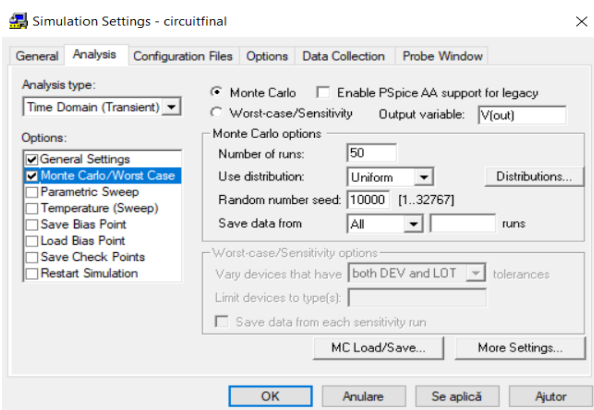 Simulation Settings - circuitfinal
General Analysis Configuration Files Options Data Collection Probe Window
Analysis type:
Time Domain (Transient)
Options:
General Settings
Monte Carlo/Worst Case
Parametric Sweep
Temperature (Sweep)
Save Bias Point
Load Bias Point
Save Check Points
Restart Simulation
Monte Carlo Enable PSpice AA support for legacy
Worst-case/Sensitivity Output variable: V(out)
Monte Carlo options
Number of runs: 50
Use distribution: Uniform Distributions...
Random number seed: 10000 [1..32767]
Save data from All runs
Worst-case/Sensitivity options
Vary devices that have both DEV and LOT tolerances
Limit devices to type(s):
Save data from each sensitivity run
MC Load/Save... More Settings...
OK Anulare Se aplică Ajutor